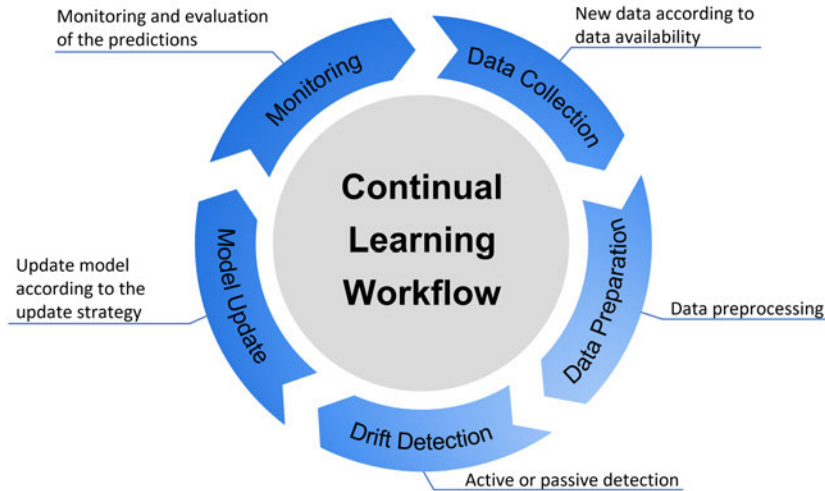 Monitoring and evaluation
of the predictions
New data according to
data availability
Monitoring
Data Collection
Continual
Learning
Workflow
Model Update
Data Preparation
Update model
according to the
update strategy
Data preprocessing
Drift Detection
Active or passive detection